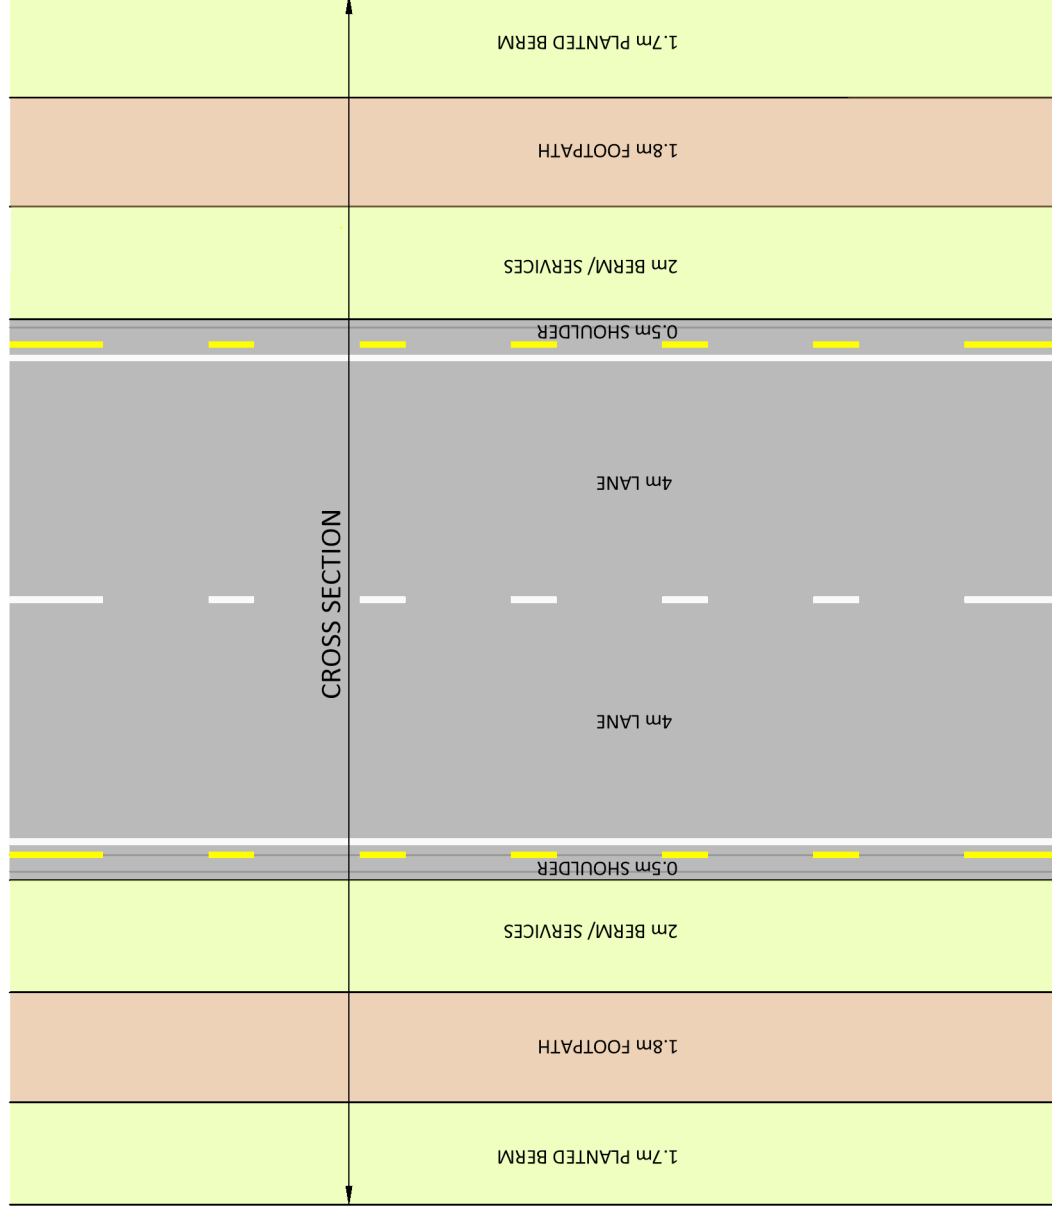 1.7m PLANTED BERM
1.8m FOOTPATH
2m BERM/ SERVICES
0.5m SHOULDER
4m LANE
CROSS SECTION
4m LANE
0.5m SHOULDER
2m BERM/ SERVICES
1.8m FOOTPATH
1.7m PLANTED BERM